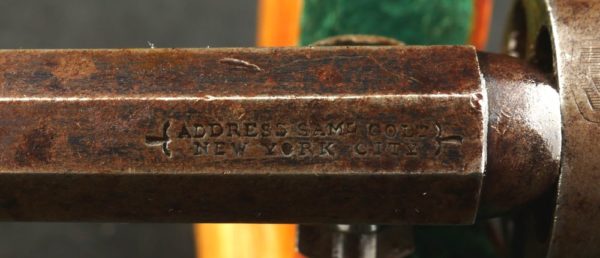 ADDRESS SAML COLT
NEW YORK CITY